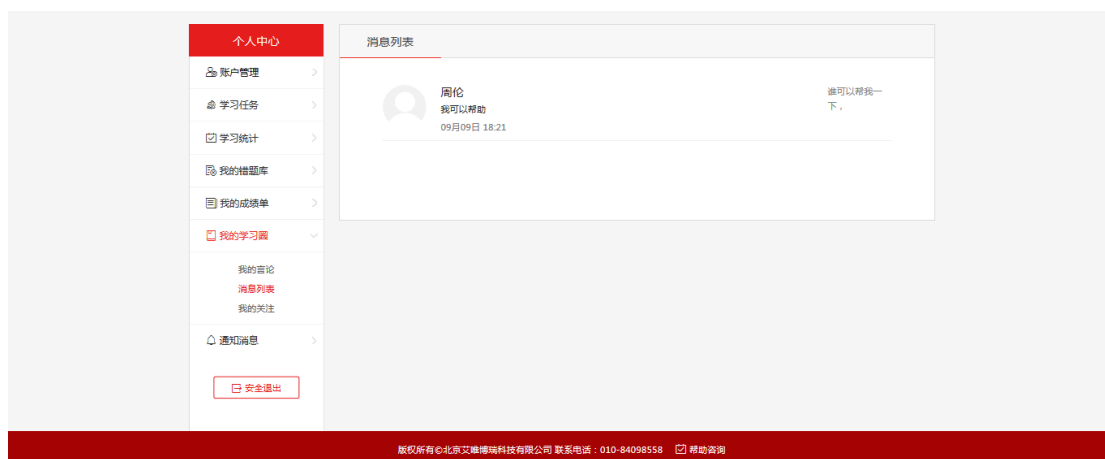 个人中心
账户管理
学习任务
学习统计
我的错题库
我的成绩单
我的学习圈
我的言论
消息列表
我的关注
通知消息
安全退出
消息列表
周伦
我可以帮助
09月09日 18:21
谁可以帮我一
下，
版权所有©北京艾唯博瑞科技有限公司 联系电话：010-84098558 帮助咨询